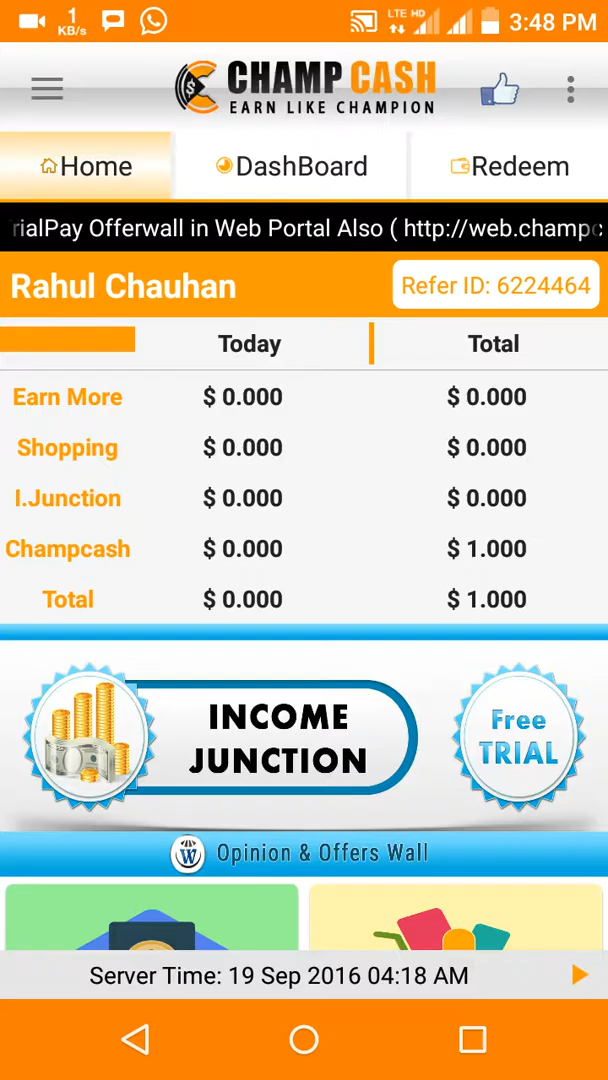 1
KB/s
LTE HD
3:48 PM
CHAMP CASH
EARN LIKE CHAMPION
Home
DashBoard
Redeem
rialPay Offerwall in Web Portal Also ( http://web.champc
Rahul Chauhan
Refer ID: 6224464
Today Total
Earn More $ 0.000 $ 0.000
Shopping $ 0.000 $ 0.000
I.Junction $ 0.000 $ 0.000
Champcash $ 0.000 $ 1.000
Total $ 0.000 $ 1.000
INCOME
JUNCTION
Free
TRIAL
W Opinion & Offers Wall
Server Time: 19 Sep 2016 04:18 AM